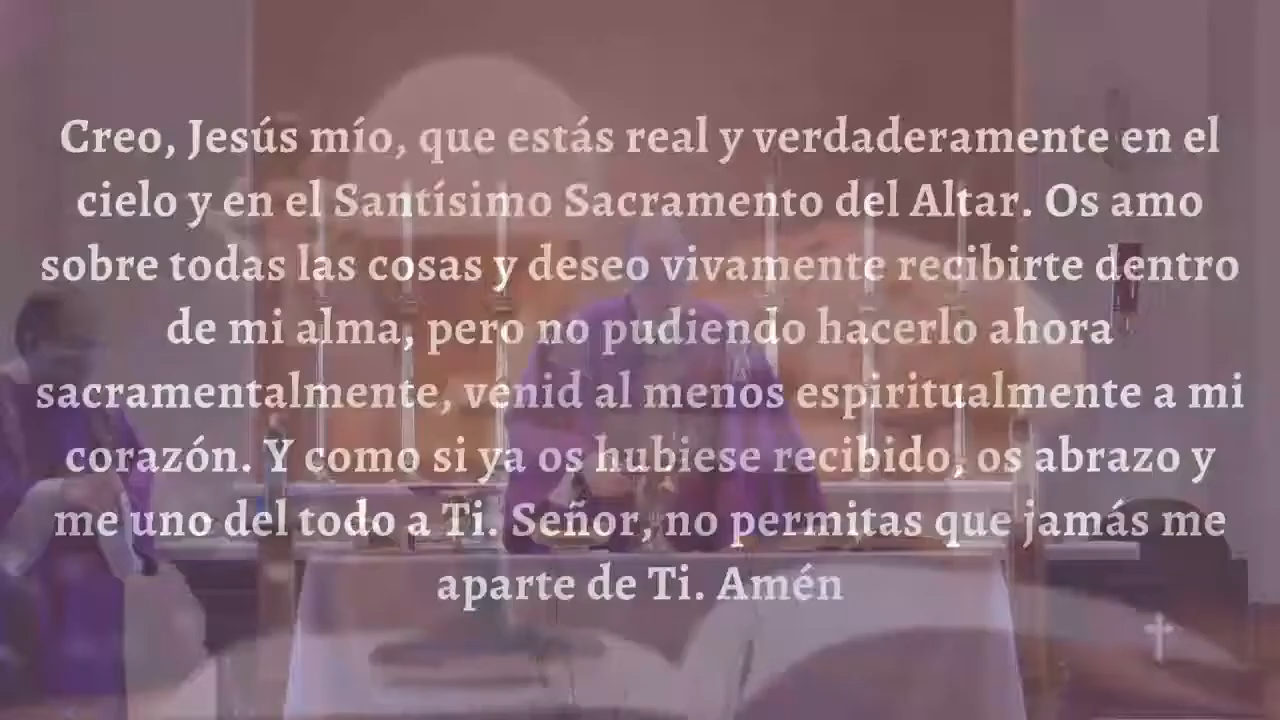 Creo, Jesús mío, que estás real y verdaderamente en el
cielo y en el Santísimo Sacramento del Altar. Os amo
sobre todas las cosas y deseo vivamente recibirte dentro
de mi alma, pero no pudiendo hacerlo ahora
sacramentalmente, venid al menos espiritualmente a mi
corazón. Y como si ya os hubiese recibido, os abrazo y
me uno del todo a Ti. Señor, no permitas que jamás me
aparte de Ti. Amén